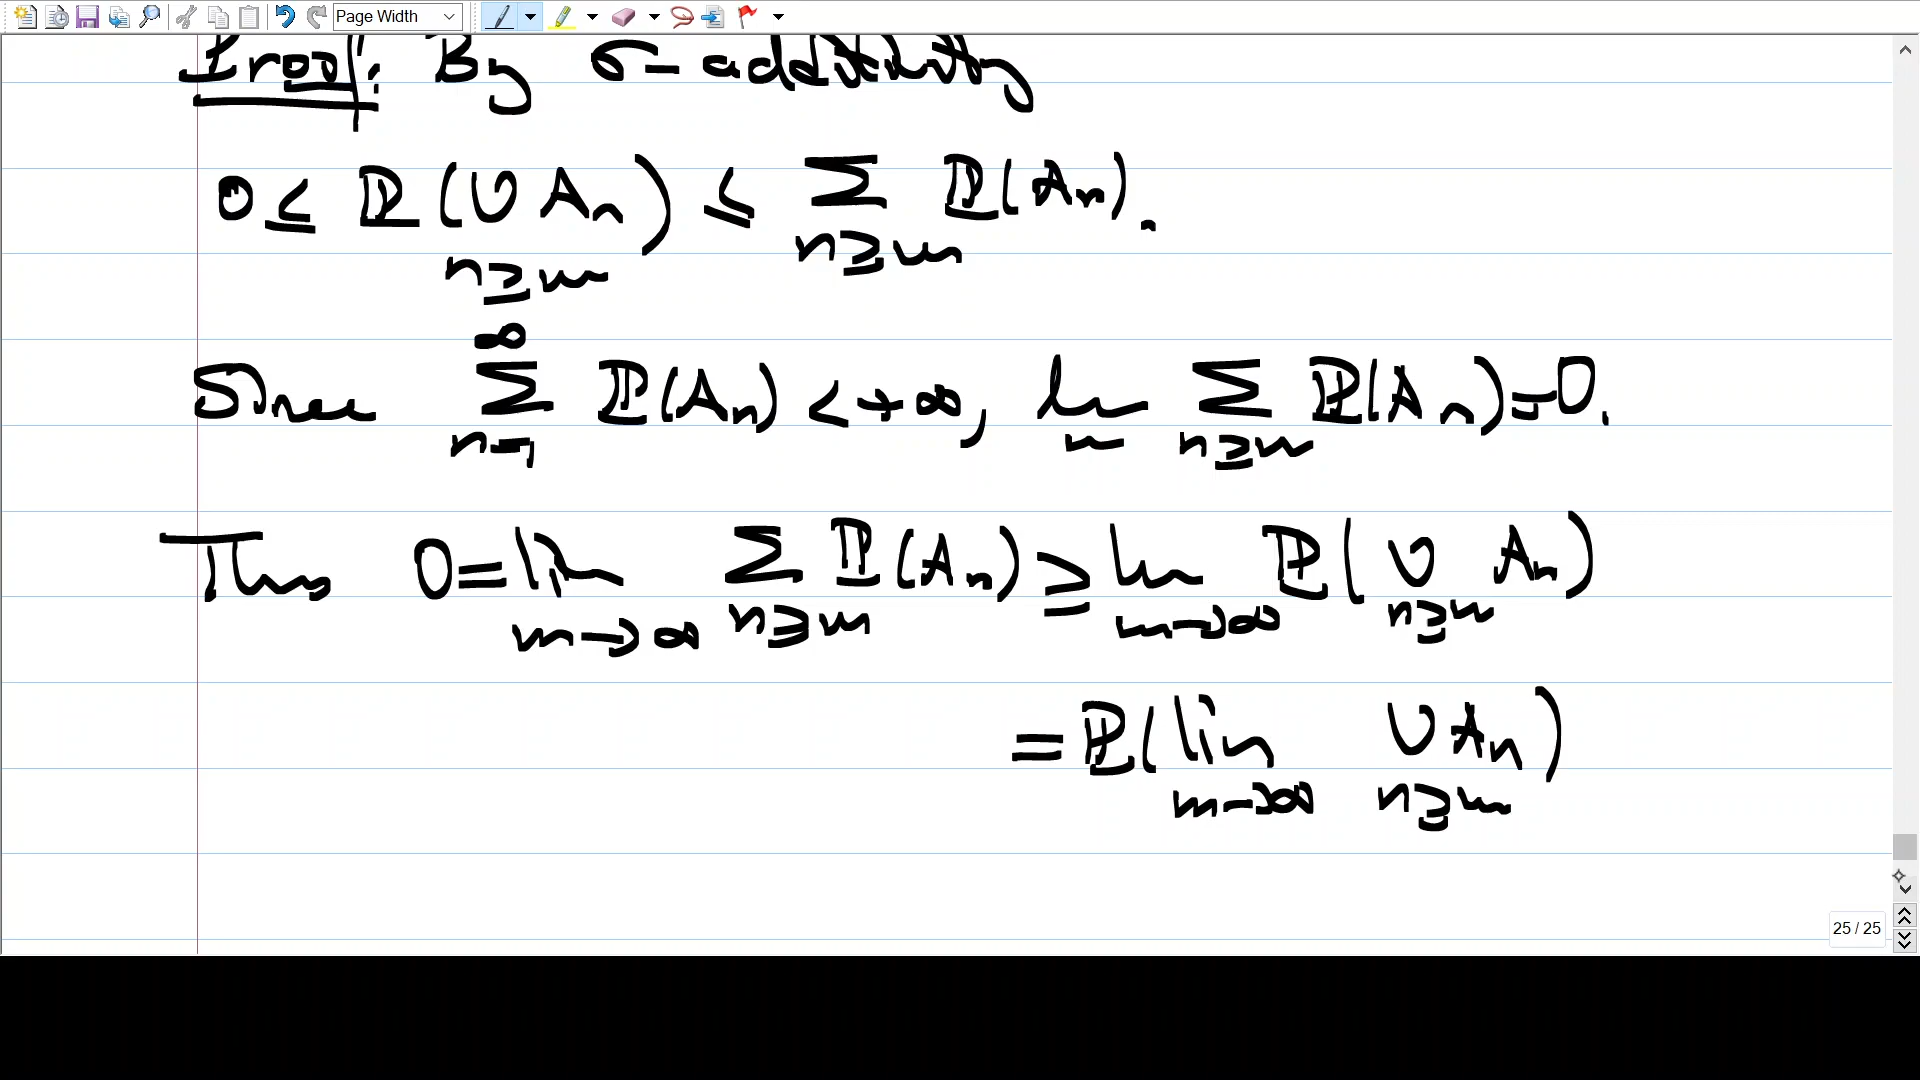 Page Width
Proof: By σ-additivity
0 ≤ ℙ(∪_{n≥m} A_n) ≤ Σ_{n≥m} ℙ(A_n).
Since Σ_{n=1}^∞ ℙ(A_n) < +∞, lim_m Σ_{n≥m} ℙ(A_n) = 0.
Thus 0 = lim_{m→∞} Σ_{n≥m} ℙ(A_n) ≥ lim_{m→∞} ℙ(∪_{n≥m} A_n)
= ℙ(lim_{m→∞} ∪_{n≥m} A_n)
25 / 25